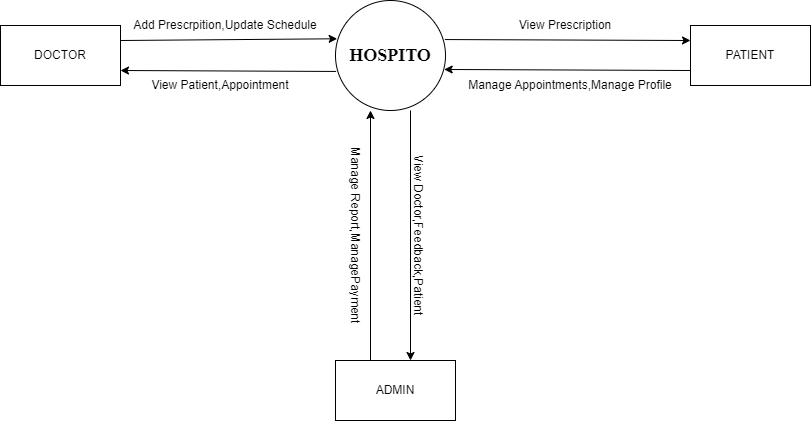 Add Prescrpition,Update Schedule
View Prescription
DOCTOR
HOSPITO
PATIENT
View Patient,Appointment
Manage Appointments,Manage Profile
Manage Report,ManagePayment
View Doctor,Feedback,Patient
ADMIN